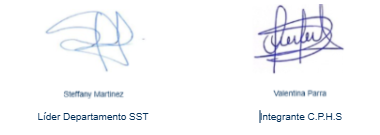 Steffany Martinez
Valentina Parra
Líder Departamento SST
Integrante C.P.H.S